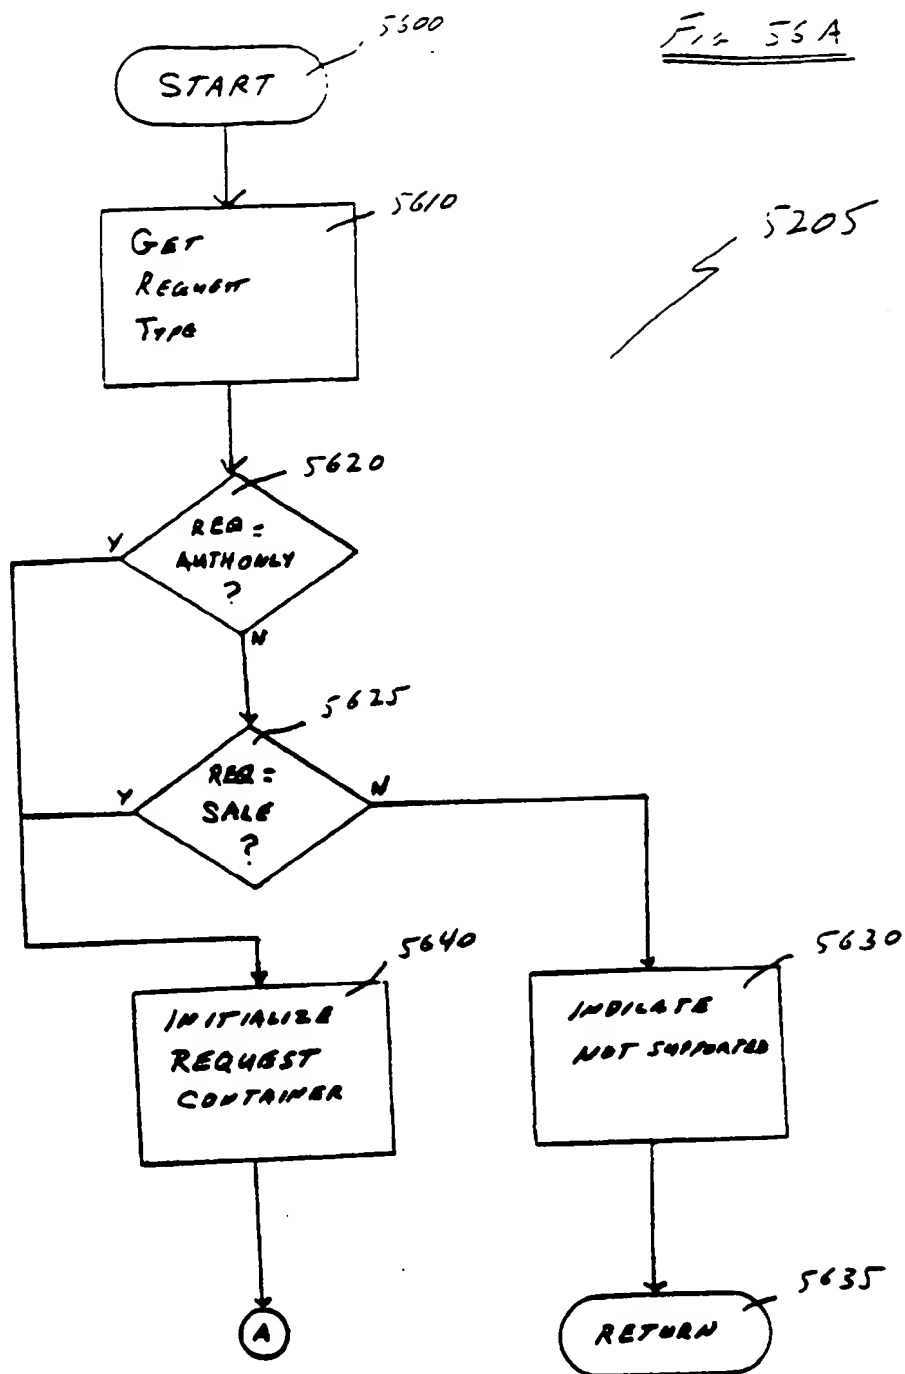 5600
Fig 56A
START
5610
GET
REQUEST
TYPE
5205
5620
REQ =
AUTHONLY
?
Y
N
5625
REQ =
SALE
?
Y
N
5640
INITIALIZE
REQUEST
CONTAINER
5630
INDICATE
NOT SUPPORTED
A
5635
RETURN